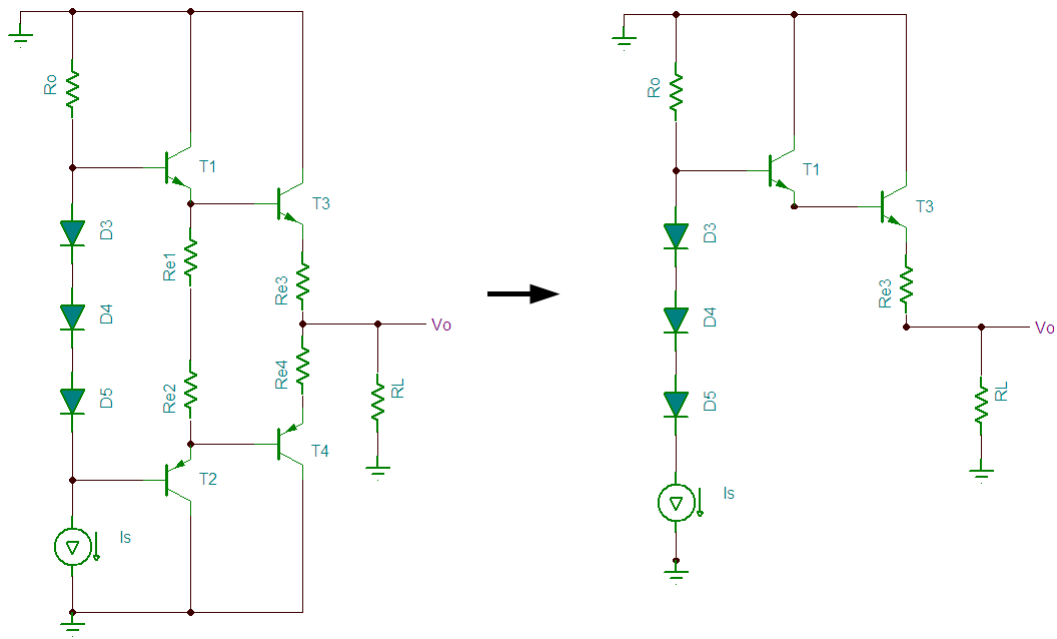 Ro
T1
T3
D3
Re1
Re3
D4
Vo
Re4
Re2
RL
D5
T4
T2
Is
Ro
T1
T3
D3
Re3
D4
Vo
RL
D5
Is